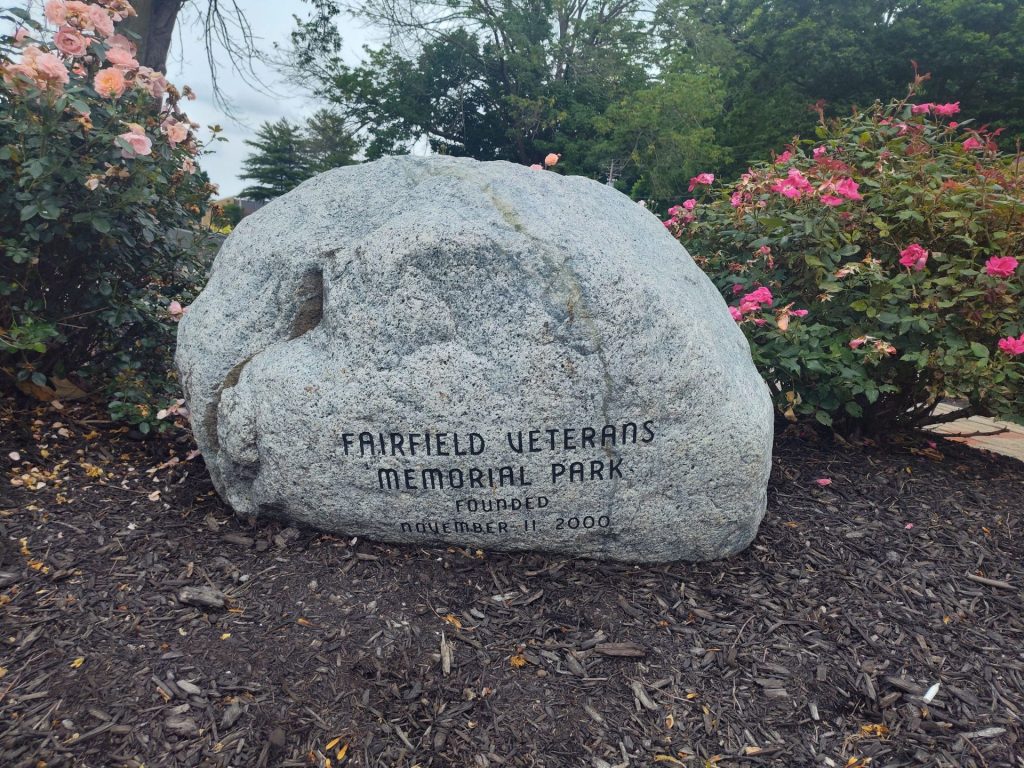 FAIRFIELD VETERANS
MEMORIAL PARK
FOUNDED
NOVEMBER 11 2000